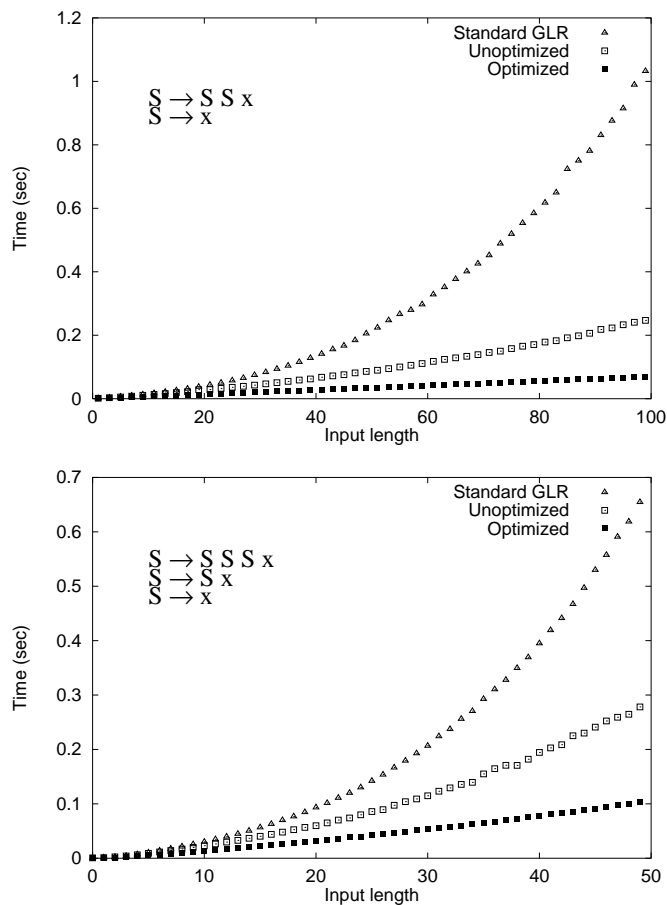 1.2
1
0.8
0.6
0.4
0.2
0
Time (sec)
Standard GLR
Unoptimized
Optimized
S → S S x
S → x
0 20 40 60 80 100
Input length
0.7
0.6
0.5
0.4
0.3
0.2
0.1
0
Time (sec)
Standard GLR
Unoptimized
Optimized
S → S S S x
S → S x
S → x
0 10 20 30 40 50
Input length